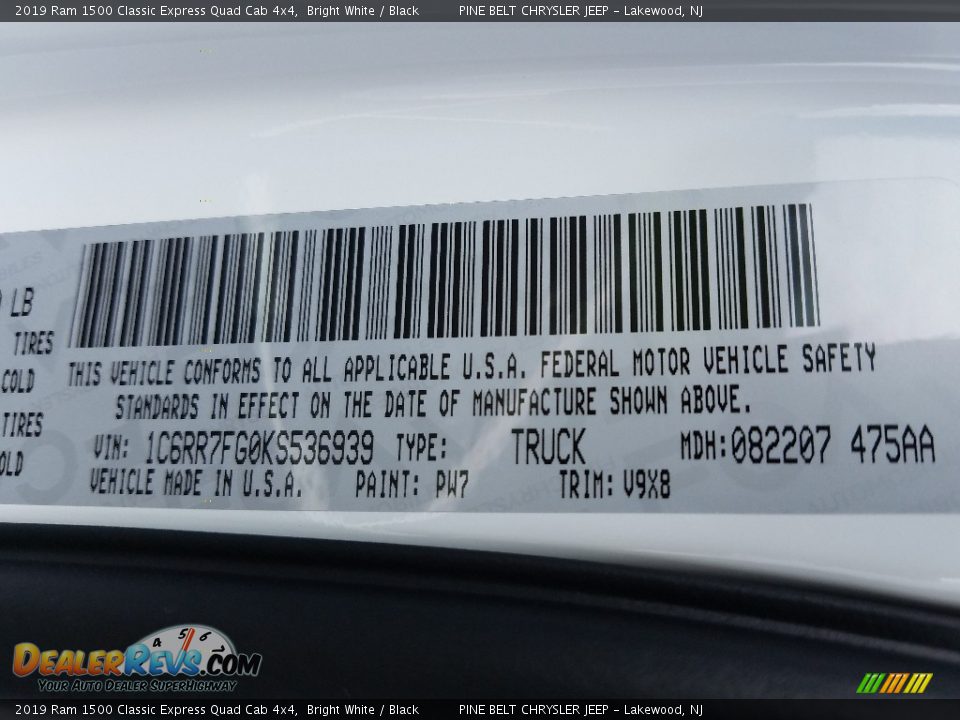 2019 Ram 1500 Classic Express Quad Cab 4x4, Bright White / Black PINE BELT CHRYSLER JEEP - Lakewood, NJ
LB
TIRES
COLD
TIRES
THIS VEHICLE CONFORMS TO ALL APPLICABLE U.S.A. FEDERAL MOTOR VEHICLE SAFETY
STANDARDS IN EFFECT ON THE DATE OF MANUFACTURE SHOWN ABOVE.
VIN: 1C6RR7FG0KS536939 TYPE: TRUCK MDH:082207 475AA
VEHICLE MADE IN U.S.A. PAINT: PW7 TRIM: V9X8
4 5 6
DEALERREVS.COM
YOUR AUTO DEALER SUPERHIGHWAY
2019 Ram 1500 Classic Express Quad Cab 4x4, Bright White / Black PINE BELT CHRYSLER JEEP - Lakewood, NJ